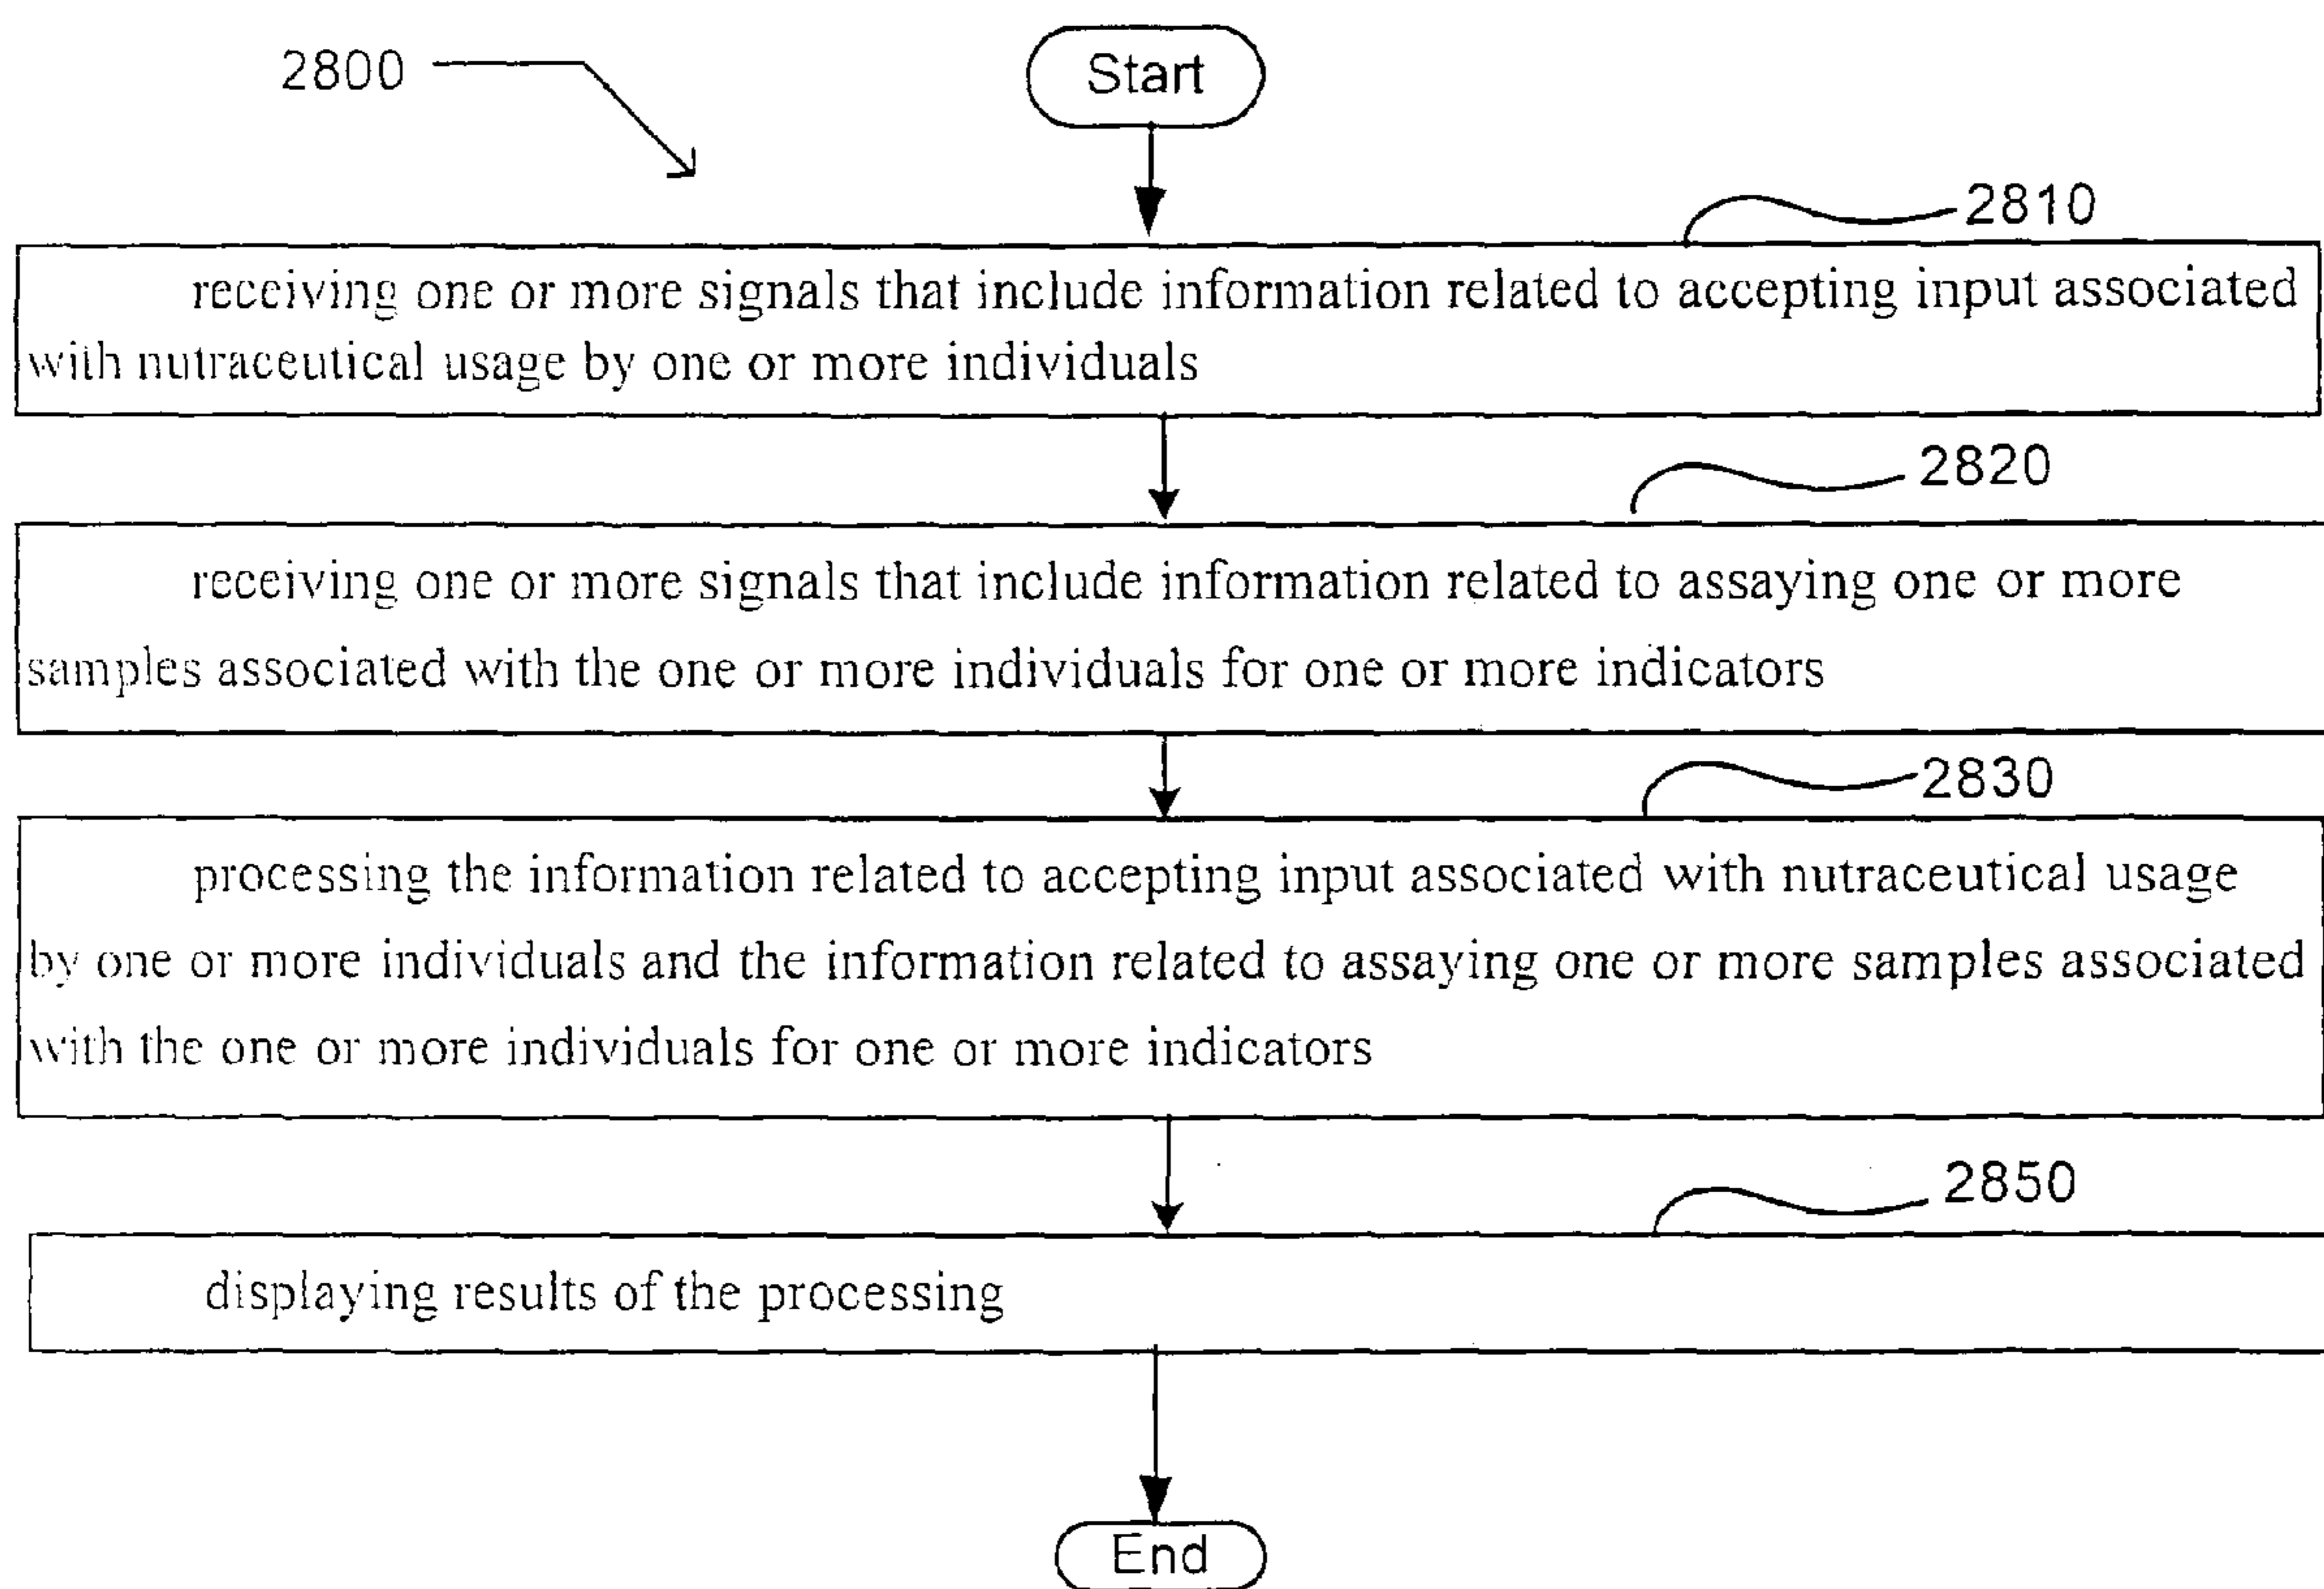 2800
Start
2810
receiving one or more signals that include information related to accepting input associated
with nutraceutical usage by one or more individuals
2820
receiving one or more signals that include information related to assaying one or more
samples associated with the one or more individuals for one or more indicators
2830
processing the information related to accepting input associated with nutraceutical usage
by one or more individuals and the information related to assaying one or more samples associated
with the one or more individuals for one or more indicators
2850
displaying results of the processing
End